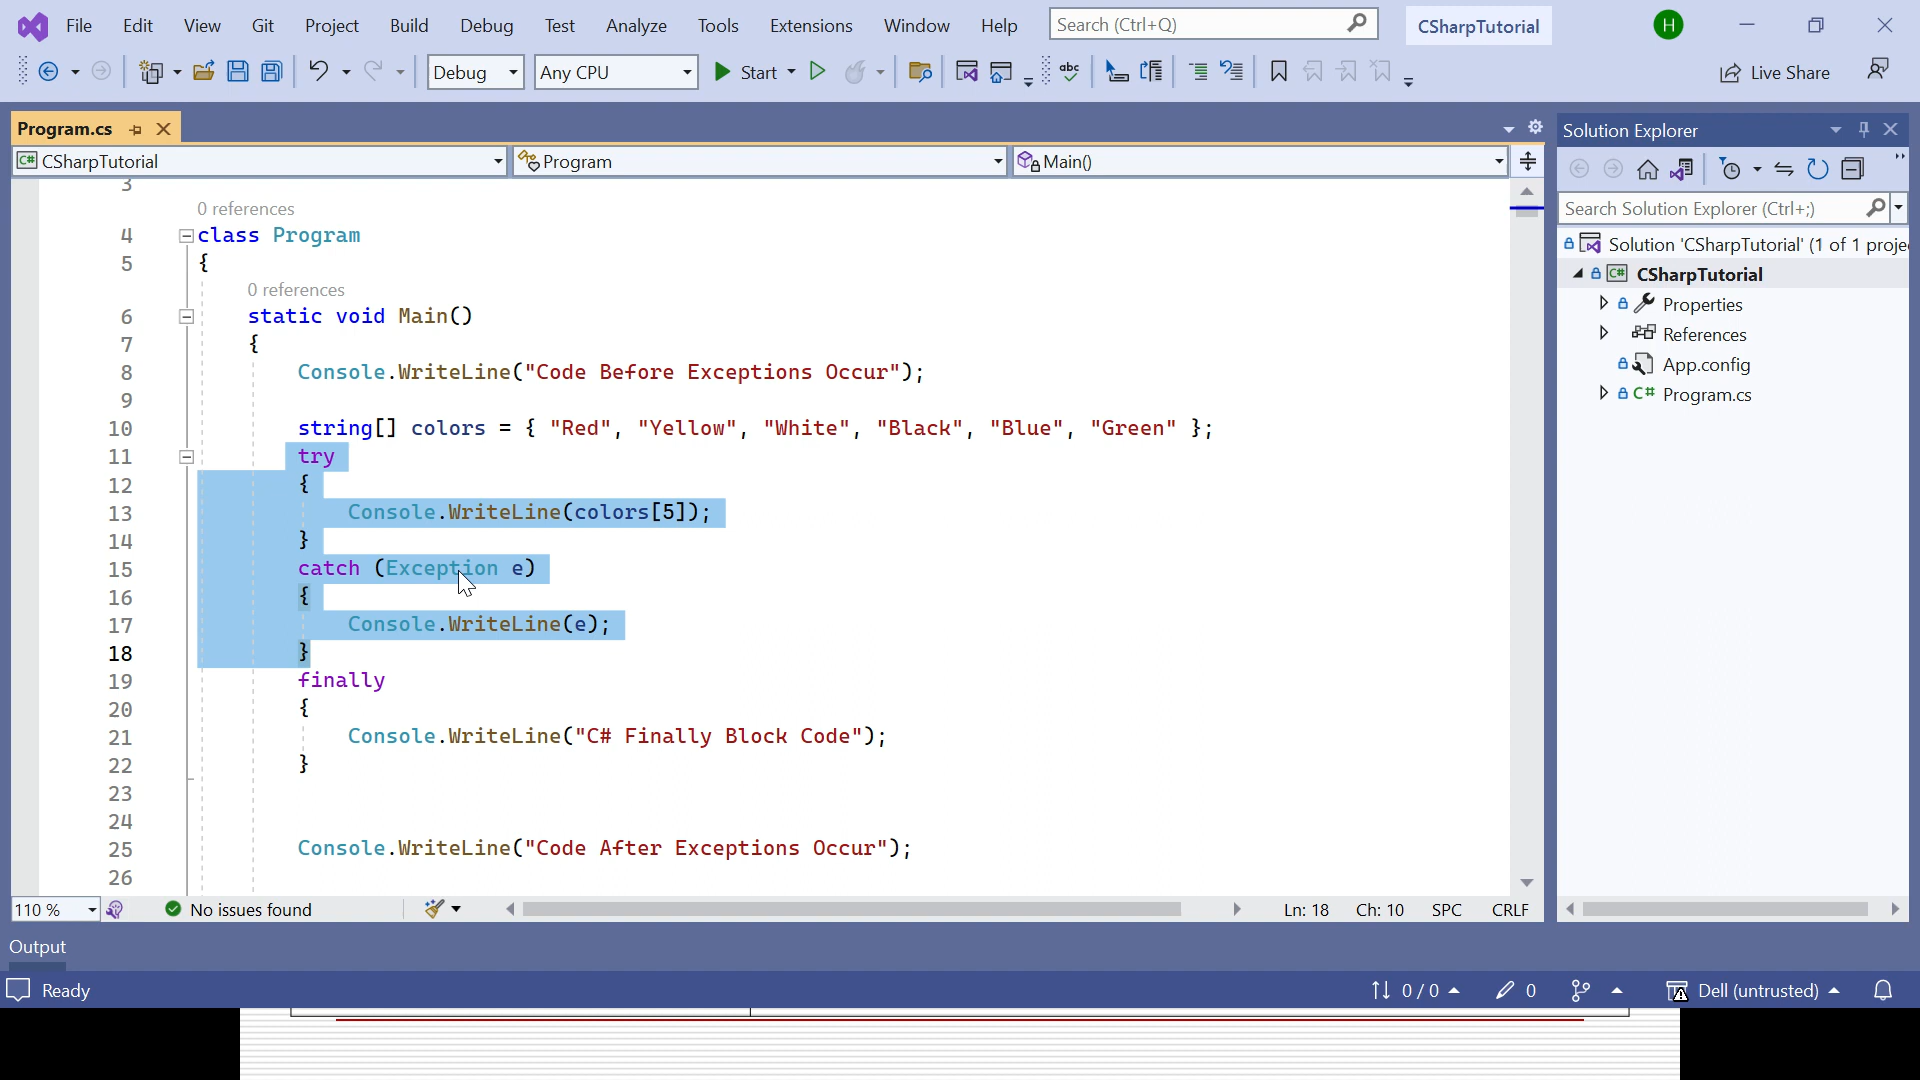 File Edit View Git Project Build Debug Test Analyze Tools Extensions Window Help Search (Ctrl+Q) CSharpTutorial H
Debug Any CPU Start abc Live Share
Program.cs
Solution Explorer
C# CSharpTutorial Program Main()
Search Solution Explorer (Ctrl+;)
Solution 'CSharpTutorial' (1 of 1 proje
C# CSharpTutorial
Properties
References
App.config
C# Program.cs
3
0 references
4 class Program
5 {
0 references
6 static void Main()
7 {
8 Console.WriteLine("Code Before Exceptions Occur");
9
10 string[] colors = { "Red", "Yellow", "White", "Black", "Blue", "Green" };
11 try
12 {
13 Console.WriteLine(colors[5]);
14 }
15 catch (Exception e)
16 {
17 Console.WriteLine(e);
18 }
19 finally
20 {
21 Console.WriteLine("C# Finally Block Code");
22 }
23
24
25 Console.WriteLine("Code After Exceptions Occur");
26
110 % No issues found Ln: 18 Ch: 10 SPC CRLF
Output
Ready 0 / 0 0 Dell (untrusted)